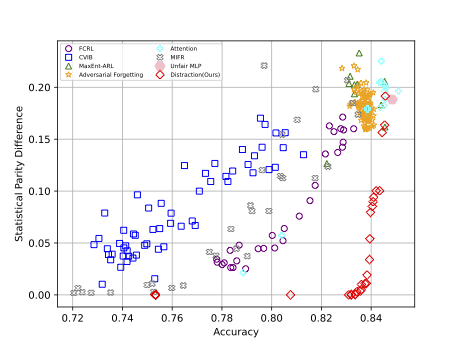 FCRL
CVIB
MaxEnt-ARL
Adversarial Forgetting
Attention
MIFR
Unfair MLP
Distraction(Ours)
Statistical Parity Difference
0.20
0.15
0.10
0.05
0.00
0.72 0.74 0.76 0.78 0.80 0.82 0.84
Accuracy